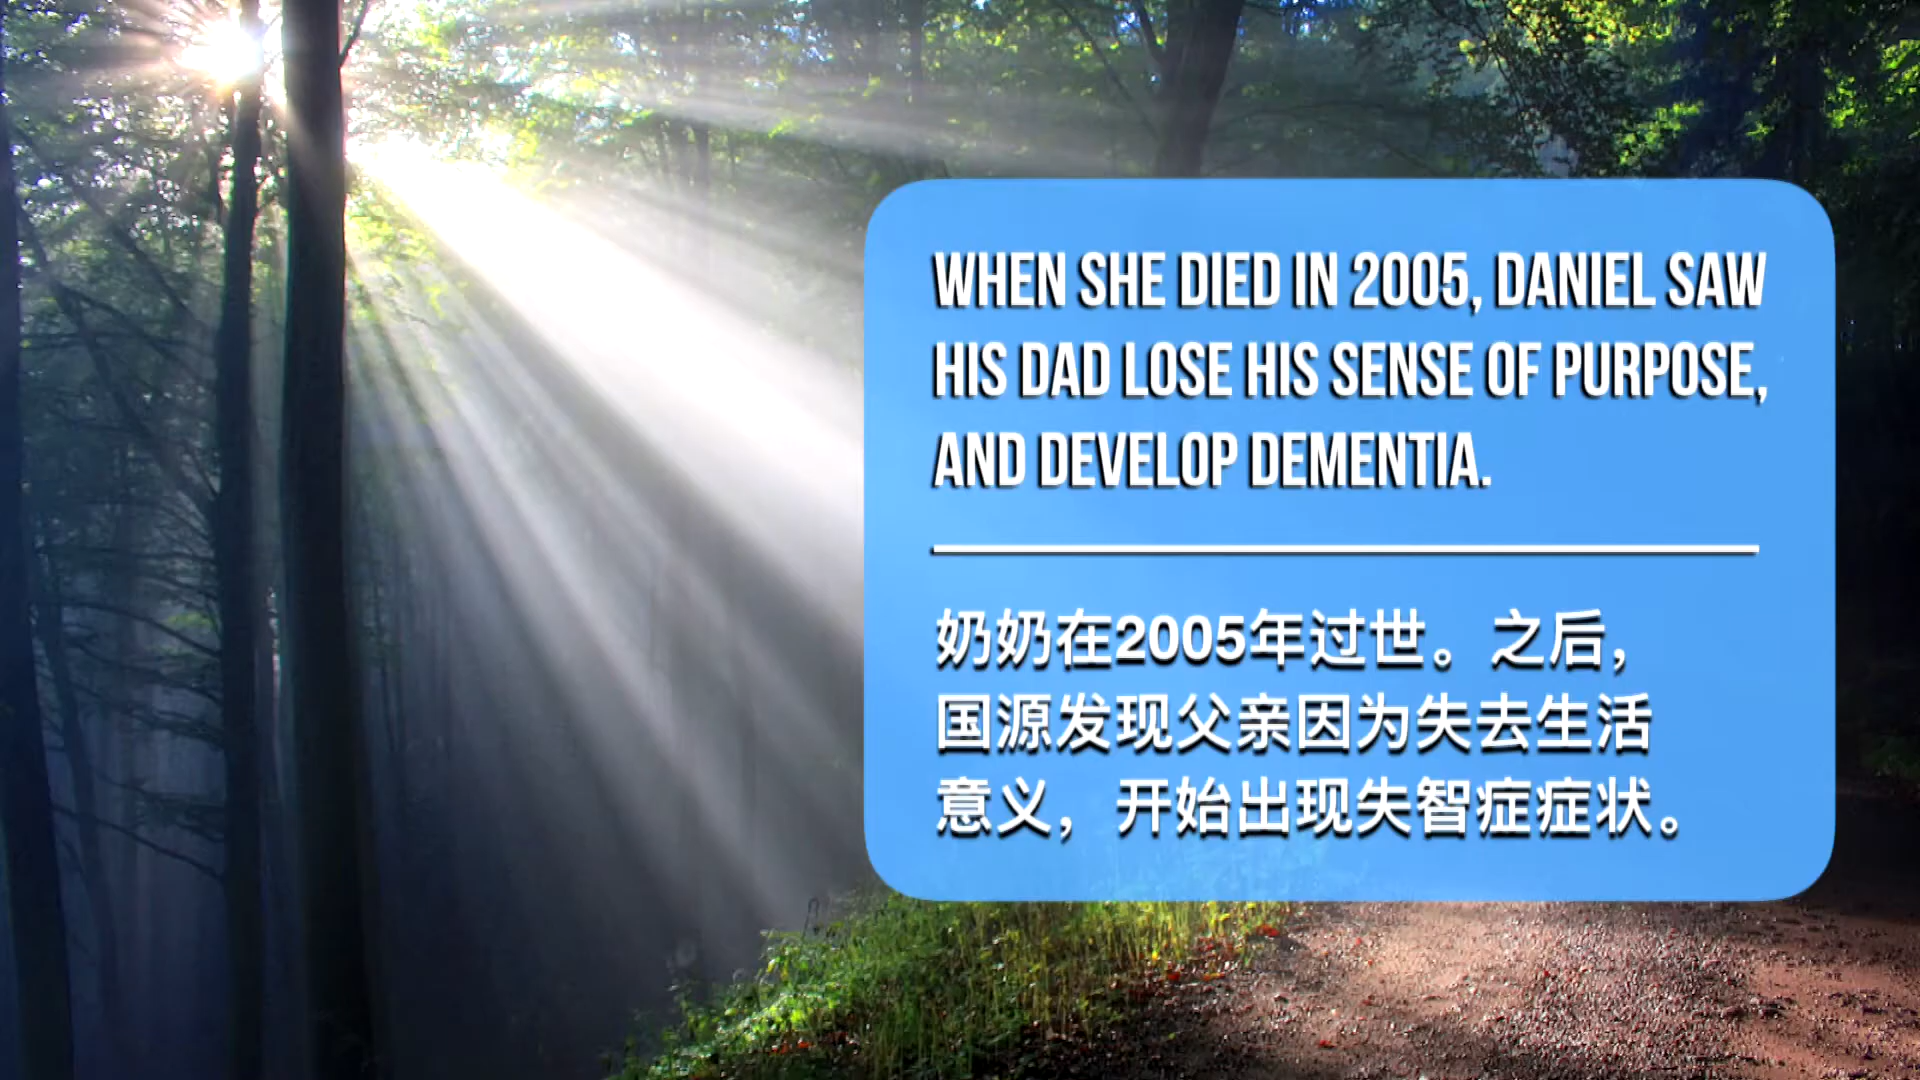 WHEN SHE DIED IN 2005, DANIEL SAW
HIS DAD LOSE HIS SENSE OF PURPOSE,
AND DEVELOP DEMENTIA.
奶奶在2005年过世。之后，
国源发现父亲因为失去生活
意义，开始出现失智症症状。